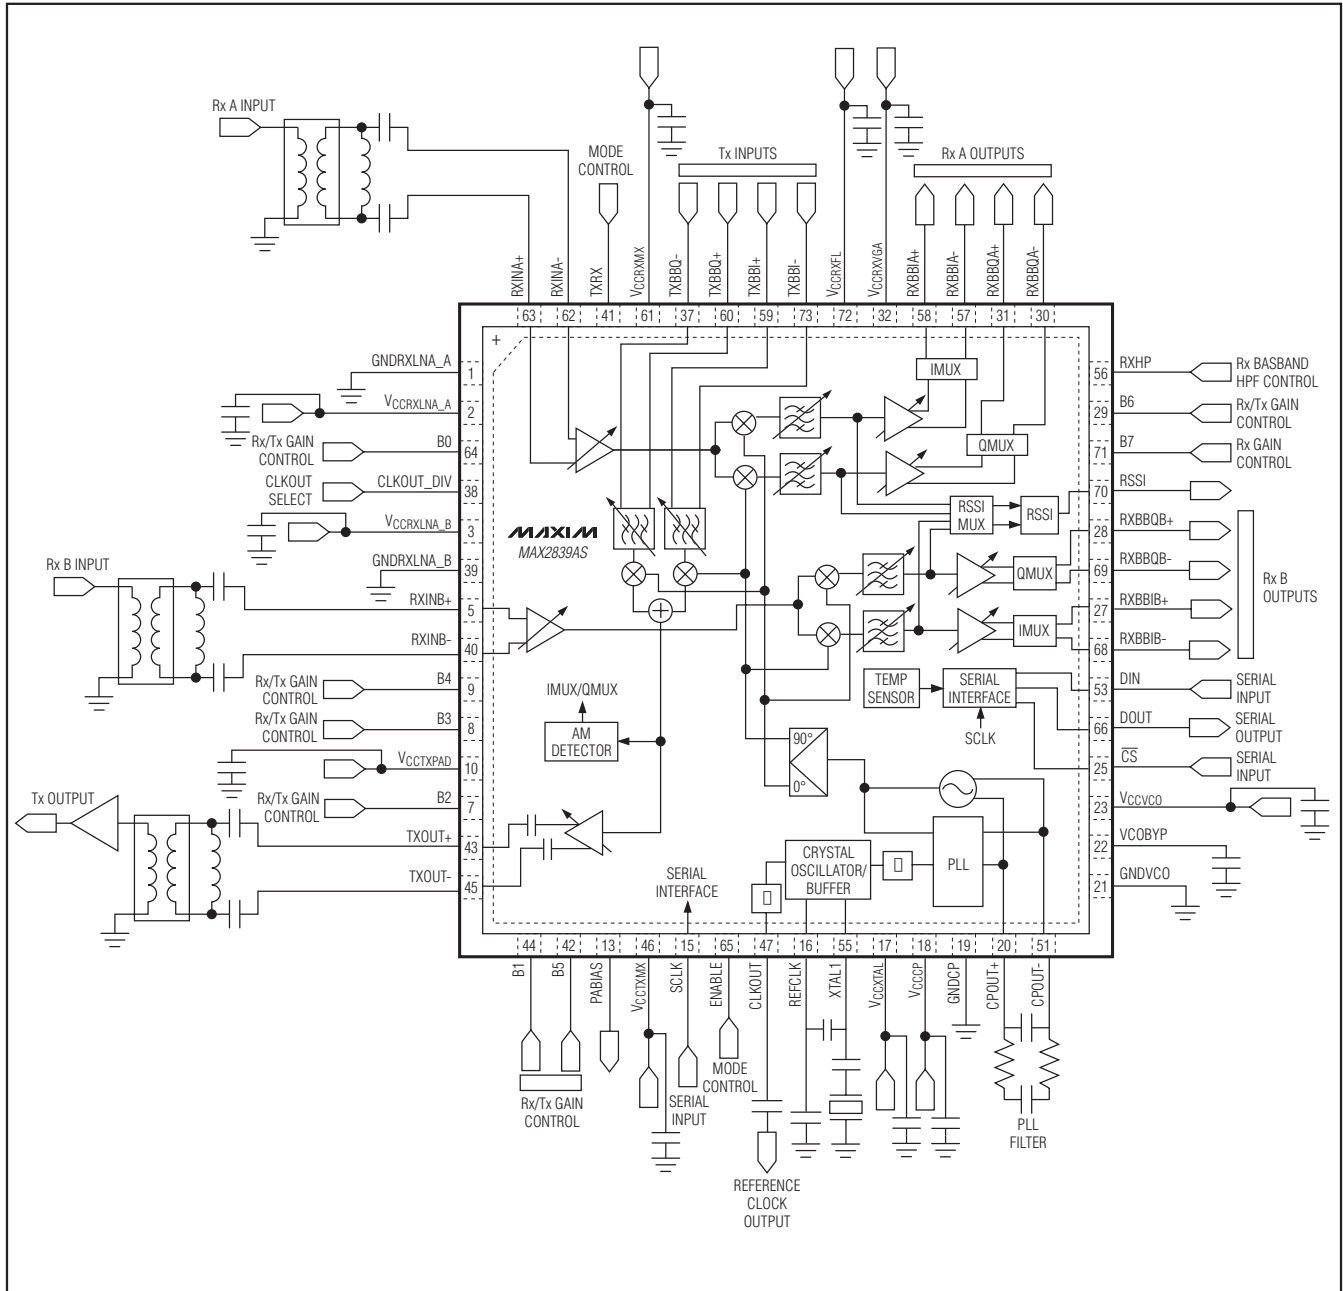 Rx A INPUT
MODE
CONTROL
Tx INPUTS
Rx A OUTPUTS
RXINA+
RXINA-
TXRX
VCCRXMX
TXBBQ-
TXBBQ+
TXBBI+
TXBBI-
VCCRXFL
VCCRXVGA
RXBBIA+
RXBBIA-
RXBBQA+
RXBBQA-
63
62
41
61
37
60
59
73
72
32
58
57
31
30
+
GNDRXLNA_A
1
VCCRXLNA_A
2
Rx/Tx GAIN
CONTROL
B0
64
CLKOUT
SELECT
CLKOUT_DIV
38
VCCRXLNA_B
3
GNDRXLNA_B
39
Rx B INPUT
RXINB+
5
RXINB-
40
Rx/Tx GAIN
CONTROL
B4
9
Rx/Tx GAIN
CONTROL
B3
8
VCCTXPAD
10
Rx/Tx GAIN
CONTROL
B2
7
Tx OUTPUT
TXOUT+
43
TXOUT-
45
MAXIM
MAX2839AS
IMUX
QMUX
RSSI
MUX
RSSI
QMUX
IMUX
TEMP
SENSOR
SERIAL
INTERFACE
SCLK
IMUX/QMUX
AM
DETECTOR
90°
0°
CRYSTAL
OSCILLATOR/
BUFFER
PLL
SERIAL
INTERFACE
56
RXHP
Rx BASBAND
HPF CONTROL
29
B6
Rx/Tx GAIN
CONTROL
71
B7
Rx GAIN
CONTROL
70
RSSI
28
RXBBQB+
69
RXBBQB-
27
RXBBIB+
68
RXBBIB-
Rx B
OUTPUTS
53
DIN
SERIAL
INPUT
66
DOUT
SERIAL
OUTPUT
25
CS
SERIAL
INPUT
23
VCCVCO
22
VCOBYP
21
GNDVCO
44
42
13
46
15
65
47
16
55
17
18
19
20
51
B1
B5
PABIAS
VCCTXMX
SCLK
ENABLE
CLKOUT
REFCLK
XTAL1
VCCXTAL
VCCCP
GNDCP
CPOUT+
CPOUT-
Rx/Tx GAIN
CONTROL
SERIAL
INPUT
MODE
CONTROL
REFERENCE
CLOCK
OUTPUT
PLL
FILTER